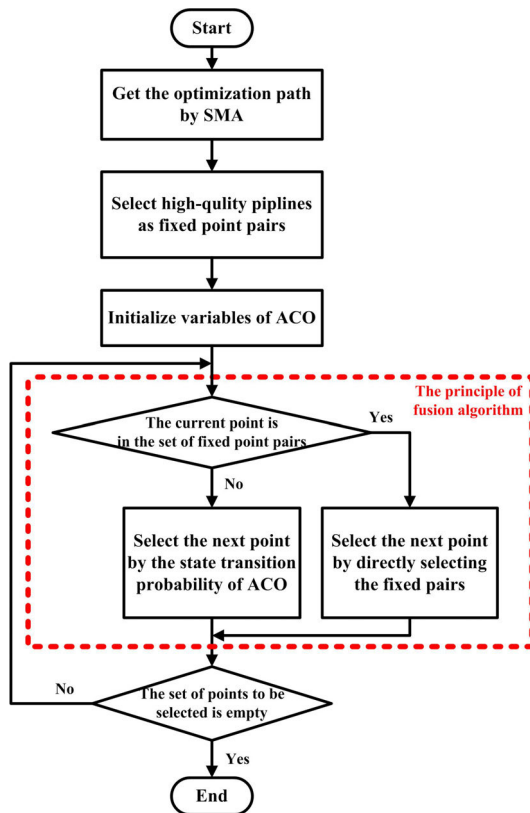 Start
Get the optimization path
by SMA
Select high-qulity piplines
as fixed point pairs
Initialize variables of ACO
The principle of
fusion algorithm
The current point is
in the set of fixed point pairs
Yes
No
Select the next point
by the state transition
probability of ACO
Select the next point
by directly selecting
the fixed pairs
No
The set of points to be
selected is empty
Yes
End